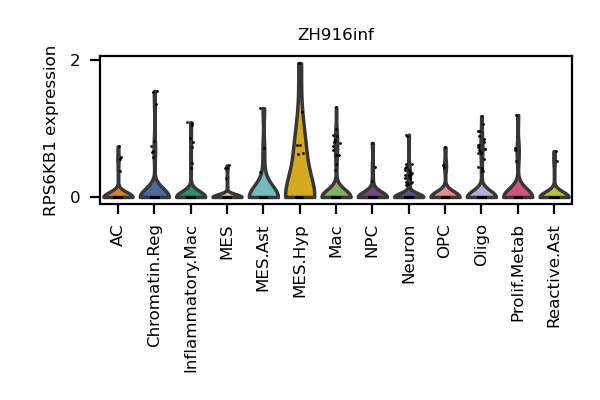 ZH916inf
RPS6KB1 expression
2
0
AC
Chromatin.Reg
Inflammatory.Mac
MES
MES.Ast
MES.Hyp
Mac
NPC
Neuron
OPC
Oligo
Prolif.Metab
Reactive.Ast